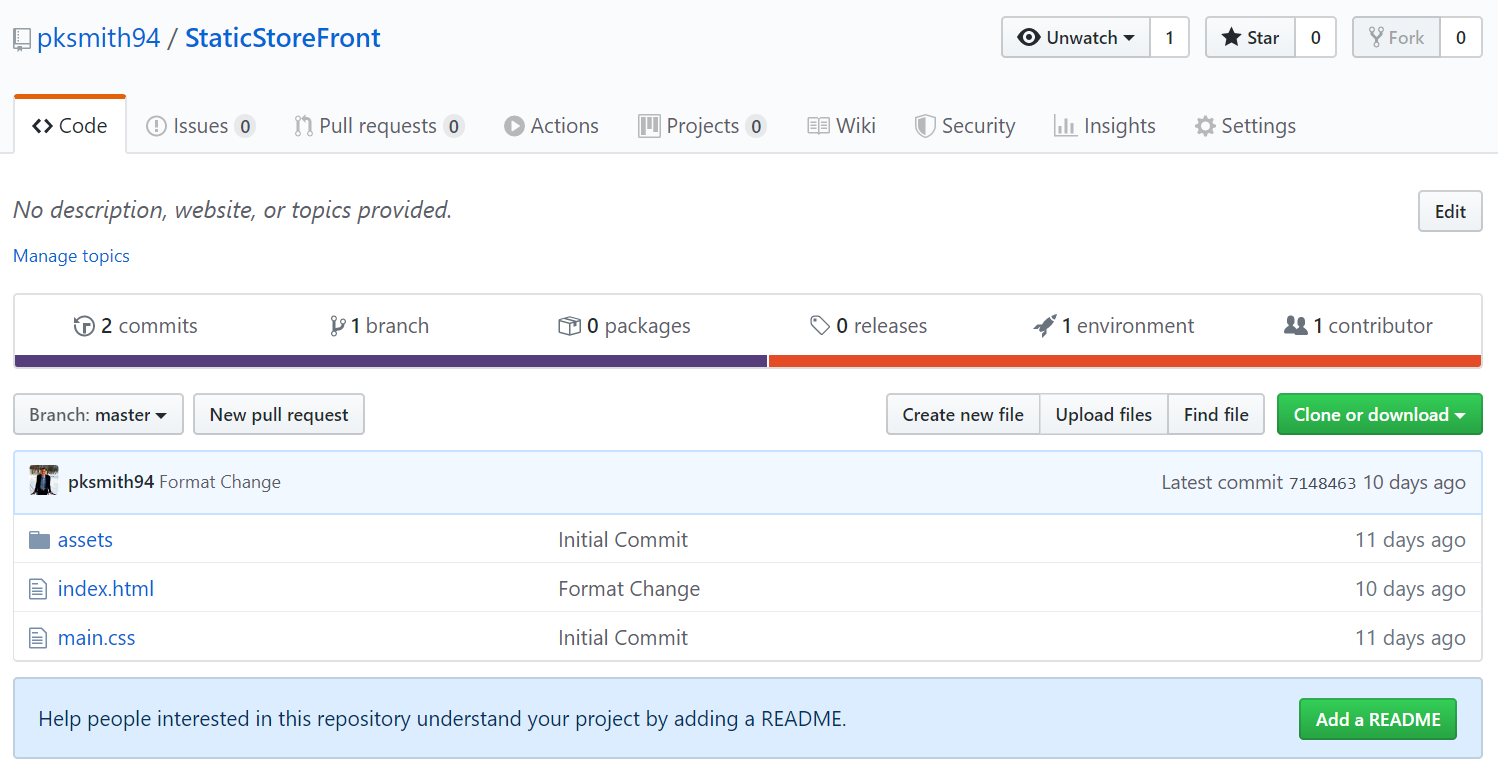 pksmith94 / StaticStoreFront Unwatch 1 Star 0 Fork 0
Code Issues 0 Pull requests 0 Actions Projects 0 Wiki Security Insights Settings
No description, website, or topics provided. Edit
Manage topics
2 commits 1 branch 0 packages 0 releases 1 environment 1 contributor
Branch: master New pull request Create new file Upload files Find file Clone or download
pksmith94 Format Change Latest commit 7148463 10 days ago
assets Initial Commit 11 days ago
index.html Format Change 10 days ago
main.css Initial Commit 11 days ago
Help people interested in this repository understand your project by adding a README. Add a README